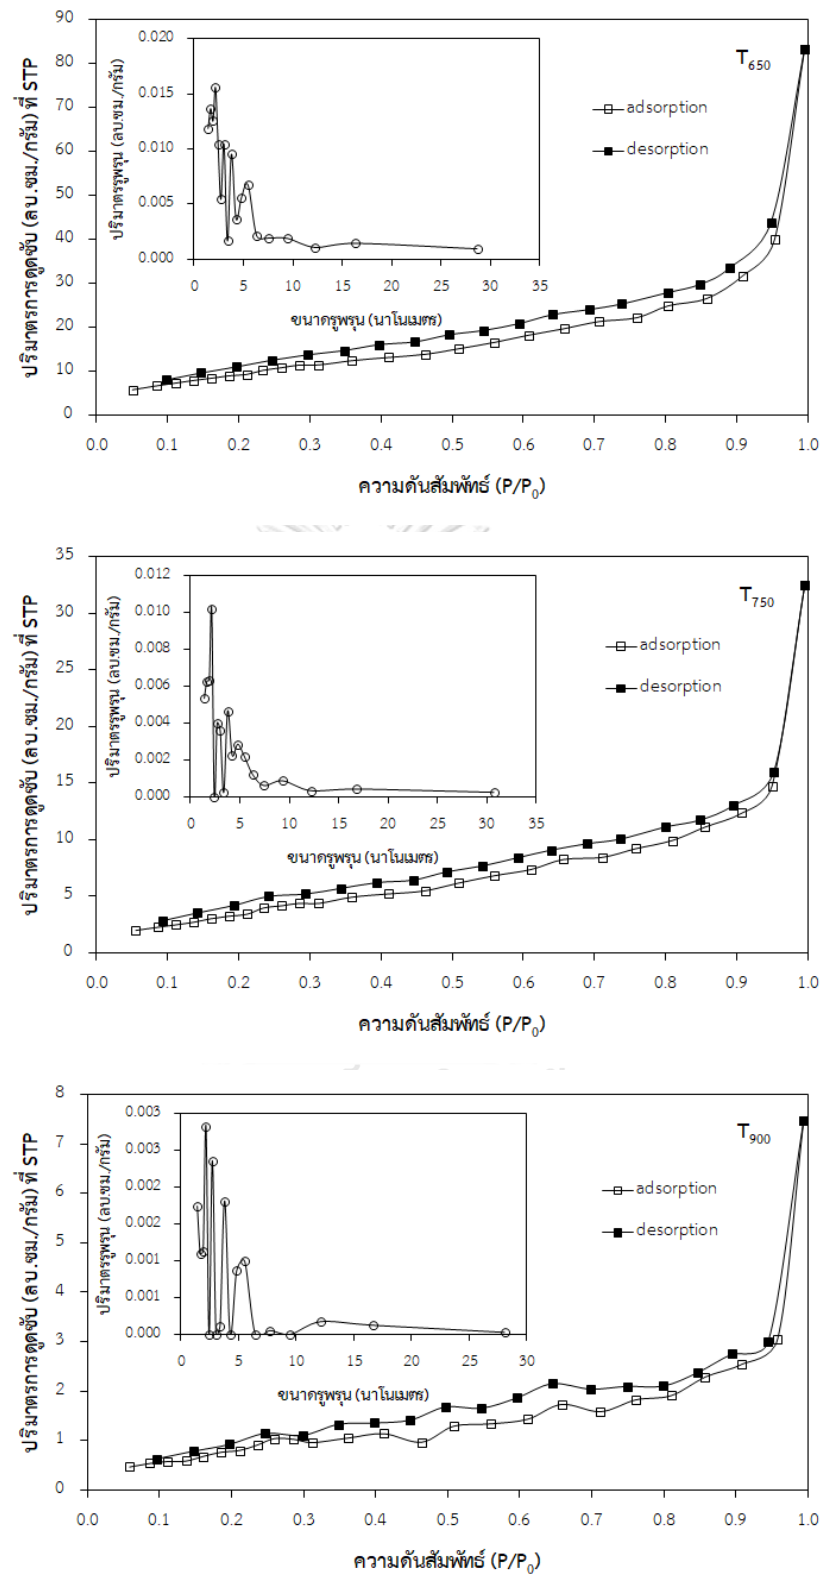 90
80
70
60
50
40
30
20
10
0
ปริมาตรการดูดซับ (ลบ.ซม./กรัม) ที่ STP
0.020
0.015
0.010
0.005
0.000
ปริมาตรรูพรุน (ลบ.ซม./กรัม)
0 5 10 15 20 25 30 35
ขนาดรูพรุน (นาโนเมตร)
T650
adsorption
desorption
0.0 0.1 0.2 0.3 0.4 0.5 0.6 0.7 0.8 0.9 1.0
ความดันสัมพัทธ์ (P/P0)
35
30
25
20
15
10
5
0
ปริมาตรการดูดซับ (ลบ.ซม./กรัม) ที่ STP
0.012
0.010
0.008
0.006
0.004
0.002
0.000
ปริมาตรรูพรุน (ลบ.ซม./กรัม)
0 5 10 15 20 25 30 35
ขนาดรูพรุน (นาโนเมตร)
T750
adsorption
desorption
0.0 0.1 0.2 0.3 0.4 0.5 0.6 0.7 0.8 0.9 1.0
ความดันสัมพัทธ์ (P/P0)
8
7
6
5
4
3
2
1
0
ปริมาตรการดูดซับ (ลบ.ซม./กรัม) ที่ STP
0.003
0.003
0.002
0.002
0.001
0.001
0.000
ปริมาตรรูพรุน (ลบ.ซม./กรัม)
0 5 10 15 20 25 30
ขนาดรูพรุน (นาโนเมตร)
T900
adsorption
desorption
0.0 0.1 0.2 0.3 0.4 0.5 0.6 0.7 0.8 0.9 1.0
ความดันสัมพัทธ์ (P/P0)